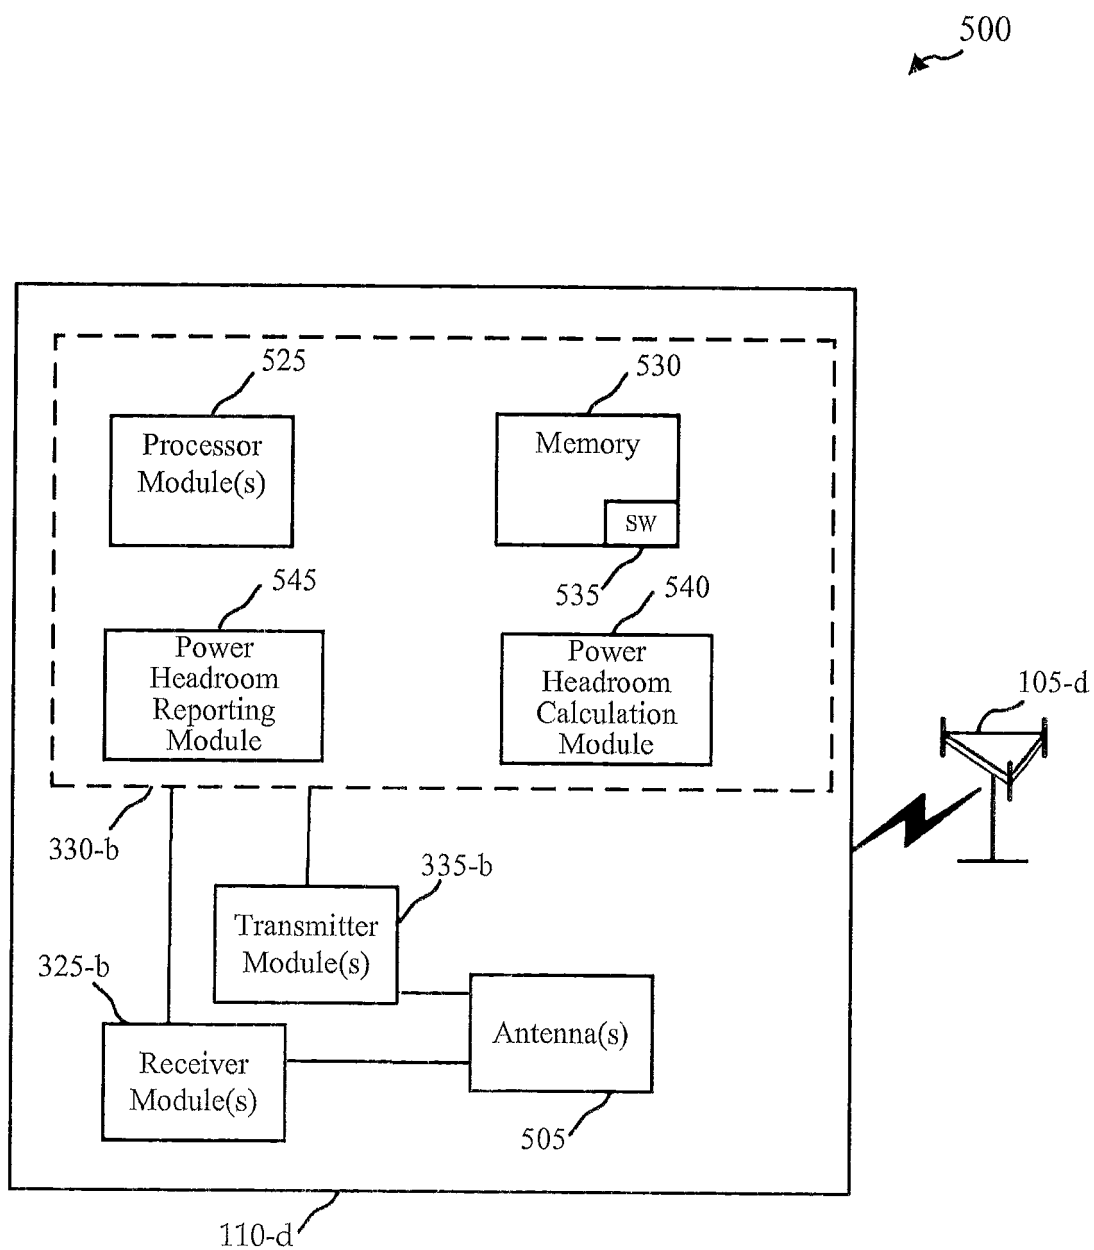 500
525
530
Processor
Module(s)
Memory
SW
535
545
540
Power
Headroom
Reporting
Module
Power
Headroom
Calculation
Module
105-d
330-b
335-b
Transmitter
Module(s)
325-b
Antenna(s)
Receiver
Module(s)
505
110-d